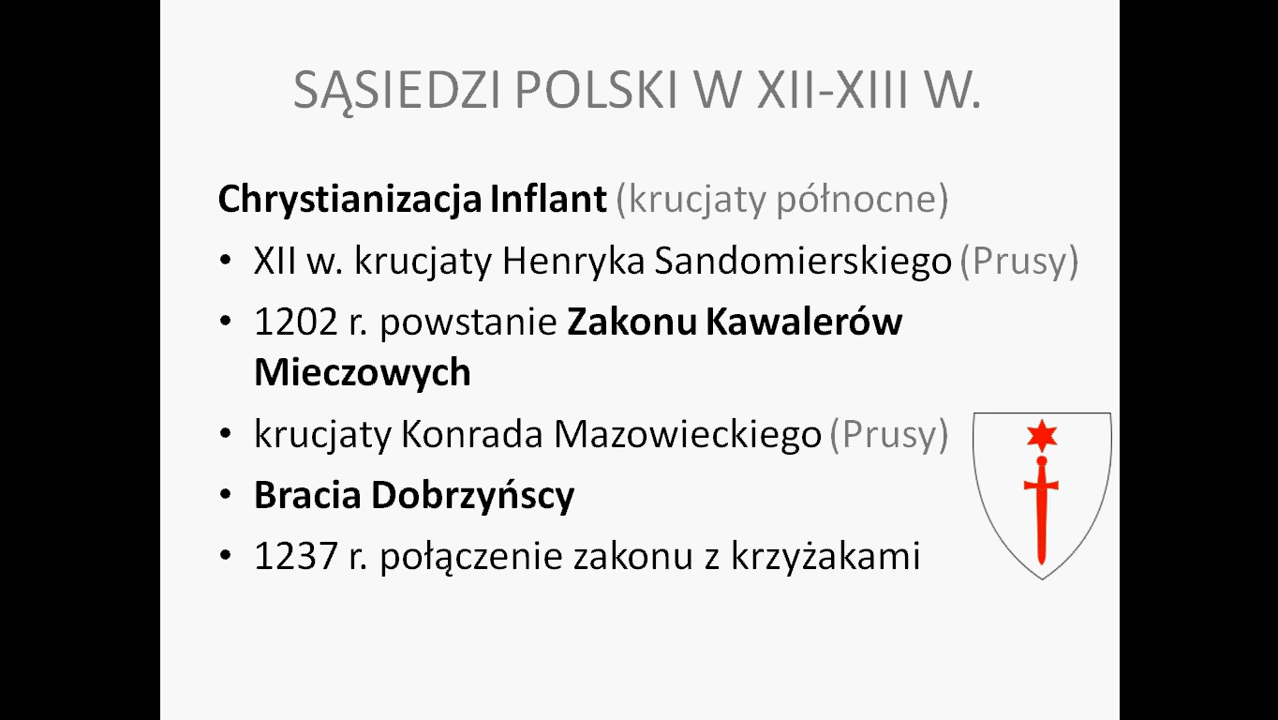 SĄSIEDZI POLSKI W XII-XIII W.
Chrystianizacja Inflant (krucjaty północne)
• XII w. krucjaty Henryka Sandomierskiego (Prusy)
• 1202 r. powstanie Zakonu Kawalerów
Mieczowych
• krucjaty Konrada Mazowieckiego (Prusy)
• Bracia Dobrzyńscy
• 1237 r. połączenie zakonu z krzyżakami